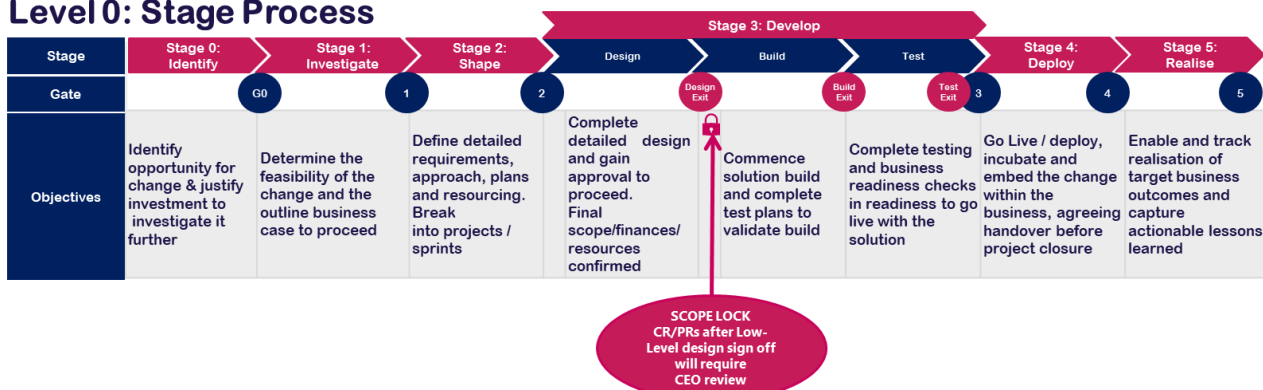 Level 0: Stage Process
Stage 3: Develop
Stage
Stage 0:
Identify
Stage 1:
Investigate
Stage 2:
Shape
Design
Build
Test
Stage 4:
Deploy
Stage 5:
Realise
Gate
G0
1
2
Design
Exit
Build
Exit
Test
Exit
3
4
5
Objectives
Identify
opportunity for
change & justify
investment to
investigate it
further
Determine the
feasibility of the
change and the
outline business
case to proceed
Define detailed
requirements,
approach, plans
and resourcing.
Break
into projects /
sprints
Complete
detailed design
and gain
approval to
proceed.
Final
scope/finances/
resources
confirmed
Commence
solution build
and complete
test plans to
validate build
Complete testing
and business
readiness checks
in readiness to go
live with the
solution
Go Live / deploy,
incubate and
embed the change
within the
business, agreeing
handover before
project closure
Enable and track
realisation of
target business
outcomes and
capture
actionable lessons
learned
SCOPE LOCK
CR/PRs after Low-
Level design sign off
will require
CEO review